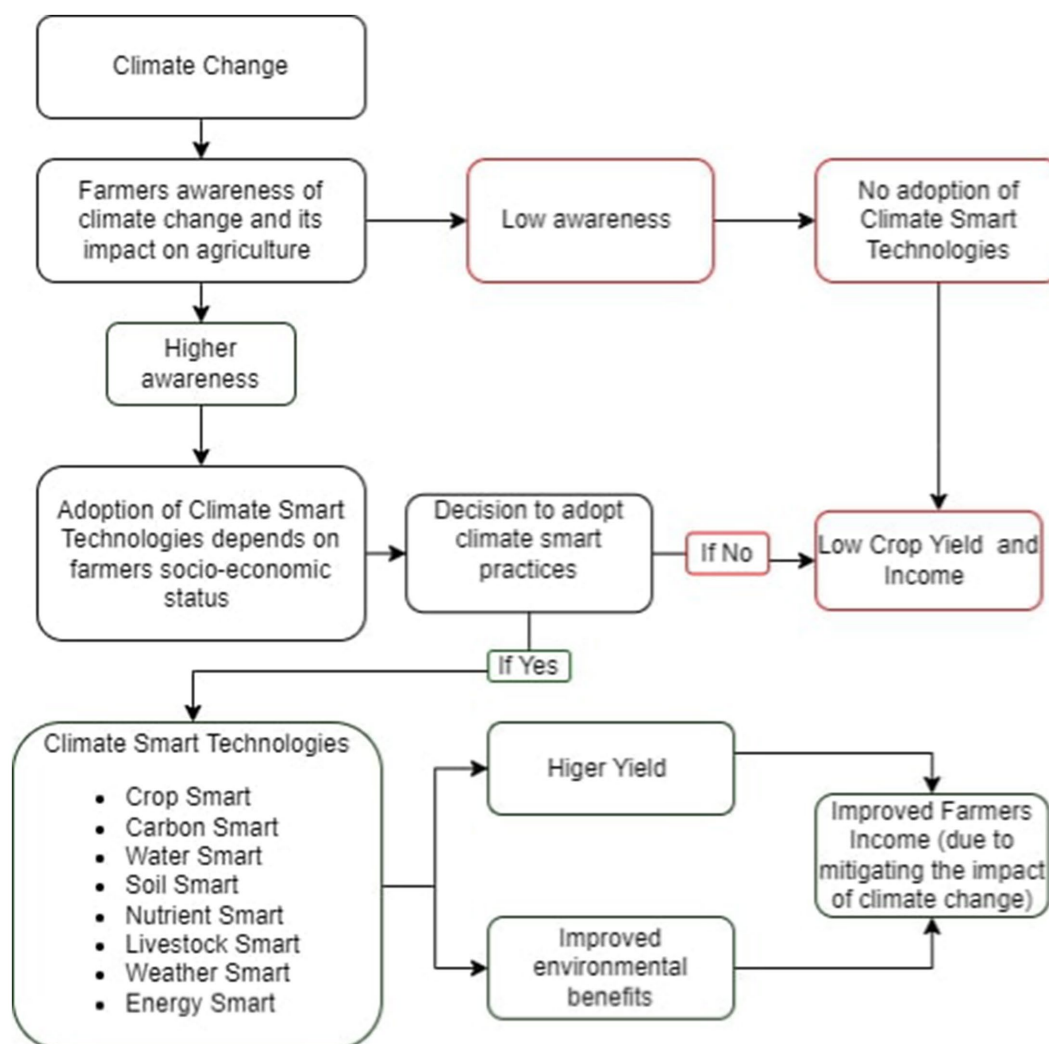 Climate Change
Farmers awareness of
climate change and its
impact on agriculture
Low awareness
No adoption of
Climate Smart
Technologies
Higher
awareness
Adoption of Climate Smart
Technologies depends on
farmers socio-economic
status
Decision to adopt
climate smart
practices
If No
Low Crop Yield and
Income
If Yes
Climate Smart Technologies
• Crop Smart
• Carbon Smart
• Water Smart
• Soil Smart
• Nutrient Smart
• Livestock Smart
• Weather Smart
• Energy Smart
Higer Yield
Improved
environmental
benefits
Improved Farmers
Income (due to
mitigating the impact
of climate change)